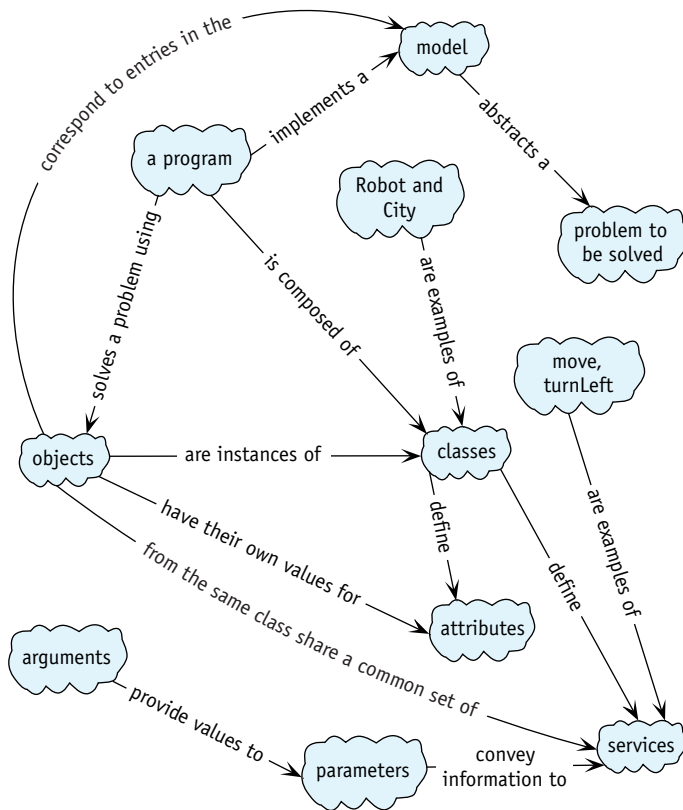 model
correspond to entries in the
implements a
abstracts a
a program
Robot and
City
problem to
be solved
solves a problem using
is composed of
are examples of
move,
turnLeft
objects
are instances of
classes
have their own values for
define
define
are examples of
from the same class share a common set of
attributes
arguments
provide values to
parameters
convey
information to
services